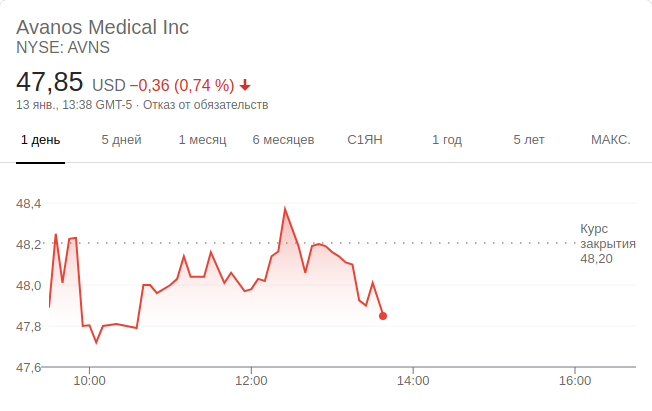 Avanos Medical Inc
NYSE: AVNS
47,85 USD −0,36 (0,74 %)
13 янв., 13:38 GMT-5 · Отказ от обязательств
1 день 5 дней 1 месяц 6 месяцев С1ЯН 1 год 5 лет МАКС.
48,4
48,2
48,0
47,8
47,6
Курс
закрытия
48,20
10:00 12:00 14:00 16:00